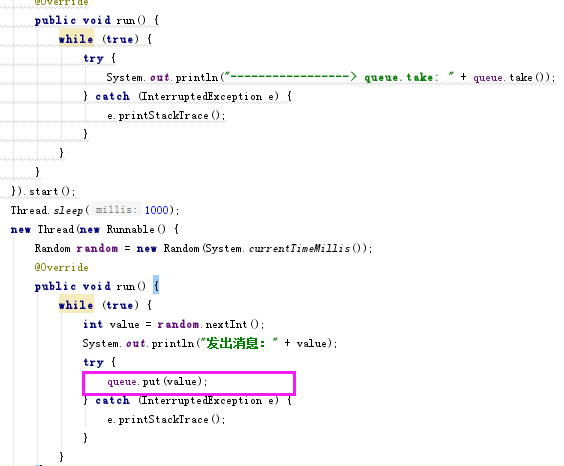 @Override
public void run() {
while (true) {
try {
System.out.println("-----------------> queue.take: " + queue.take());
} catch (InterruptedException e) {
e.printStackTrace();
}
}
}
}).start();
Thread.sleep( millis: 1000);
new Thread(new Runnable() {
Random random = new Random(System.currentTimeMillis());
@Override
public void run() {
while (true) {
int value = random.nextInt();
System.out.println("发出消息：" + value);
try {
queue.put(value);
} catch (InterruptedException e) {
e.printStackTrace();
}
}